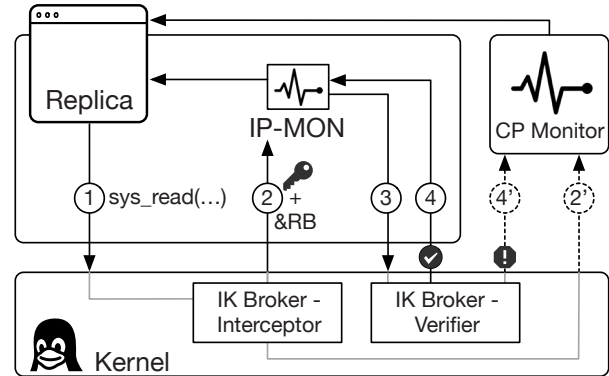 Replica
IP-MON
CP Monitor
1
sys_read(...)
2
+
&RB
3
4
4'
2'
IK Broker -
Interceptor
IK Broker -
Verifier
Kernel